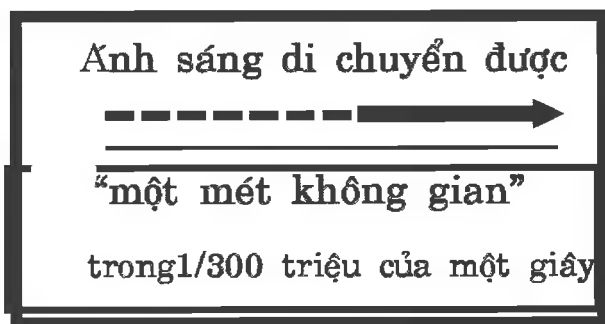 Ánh sáng di chuyển được
“một mét không gian”
trong1/300 triệu của một giây